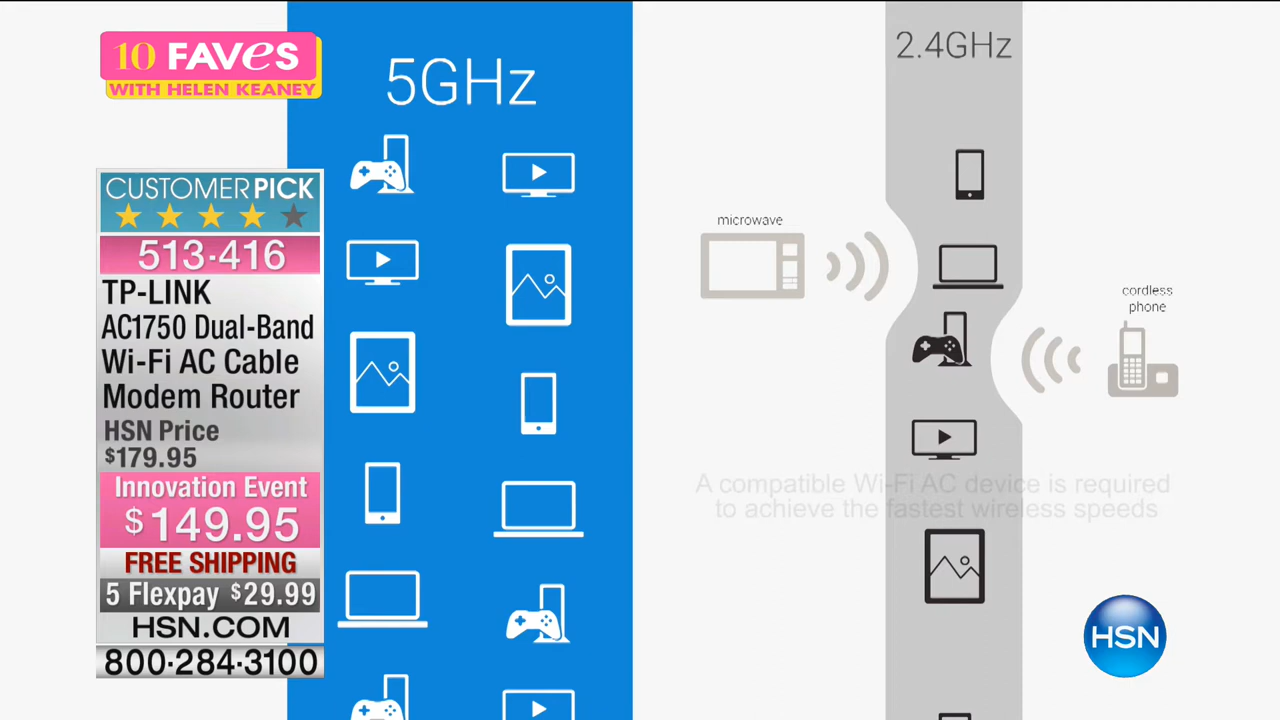 10 FAVES
WITH HELEN KEANEY
CUSTOMER PICK
513·416
TP-LINK
AC1750 Dual-Band
Wi-Fi AC Cable
Modem Router
HSN Price
$179.95
Innovation Event
$149.95
FREE SHIPPING
5 Flexpay $29.99
HSN.COM
800·284·3100
5GHz
2.4GHz
microwave
cordless
phone
A compatible Wi-Fi AC device is required
to achieve the fastest wireless speeds
HSN